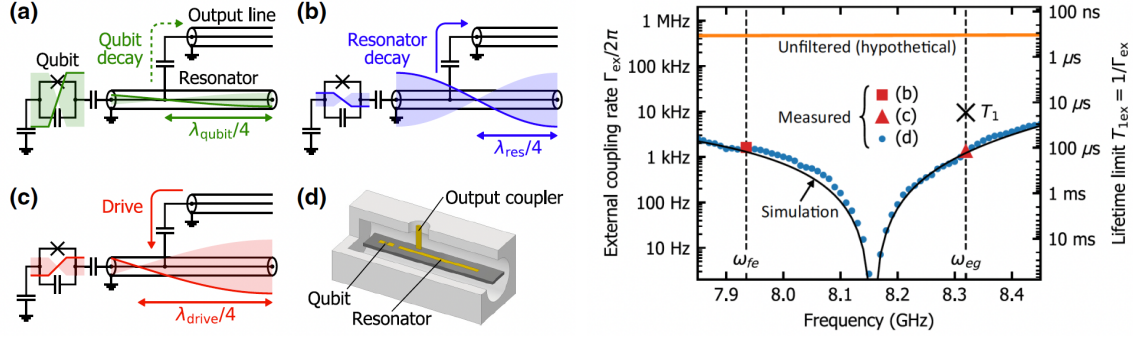 (a)
Output line
Qubit
decay
Qubit
Resonator
λqubit/4
(b)
Output line
Resonator
decay
λres/4
(c)
Drive
λdrive/4
(d)
Output coupler
Qubit
Resonator
External coupling rate Γex/2π
1 MHz
100 kHz
10 kHz
1 kHz
100 Hz
10 Hz
Unfiltered (hypothetical)
Measured
(b)
(c)
(d)
T1
Simulation
ωfe
ωeg
7.9
8.0
8.1
8.2
8.3
8.4
Frequency (GHz)
100 ns
1 μs
10 μs
100 μs
1 ms
10 ms
Lifetime limit T1ex = 1/Γex